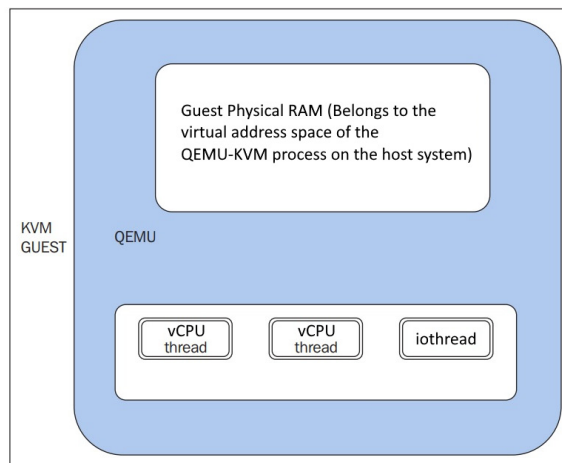 Guest Physical RAM (Belongs to the
virtual address space of the
QEMU-KVM process on the host system)
KVM
GUEST
QEMU
vCPU
thread
vCPU
thread
iothread